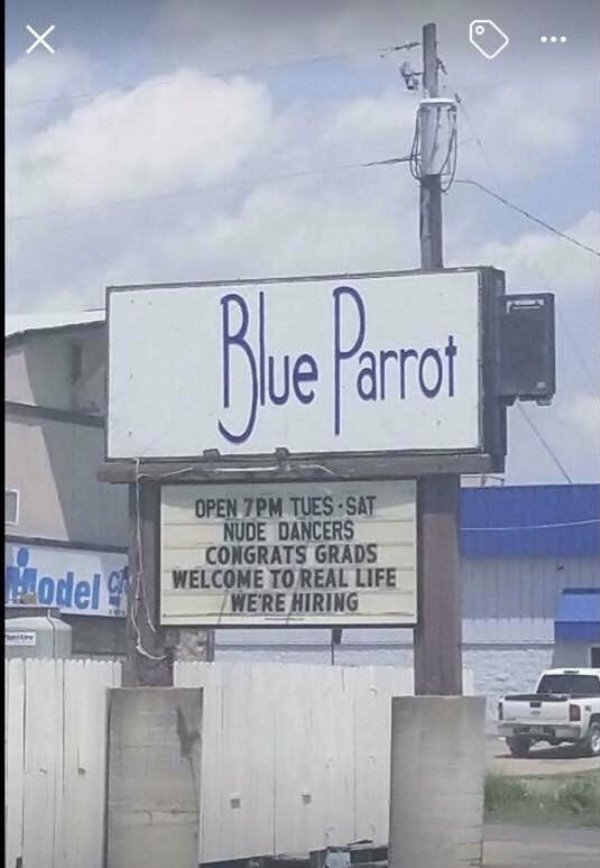 Blue Parrot
OPEN 7PM TUES-SAT
NUDE DANCERS
CONGRATS GRADS
WELCOME TO REAL LIFE
WE'RE HIRING
Model